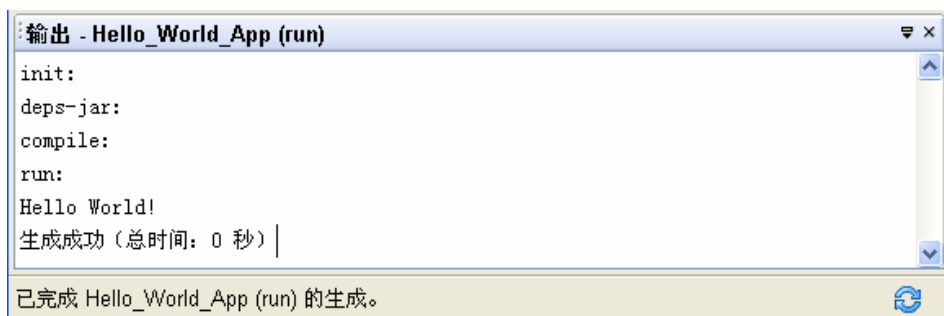 输出 - Hello_World_App (run)
init:
deps-jar:
compile:
run:
Hello World!
生成成功（总时间：0 秒）
已完成 Hello_World_App (run) 的生成。